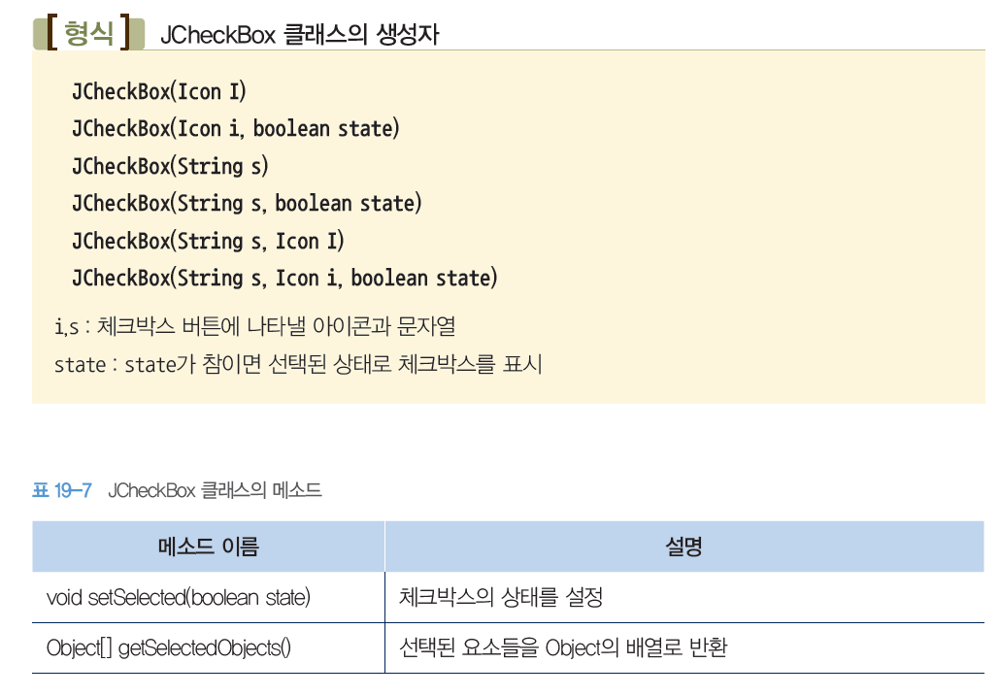 [형식] JCheckBox 클래스의 생성자
JCheckBox(Icon I)
JCheckBox(Icon i, boolean state)
JCheckBox(String s)
JCheckBox(String s, boolean state)
JCheckBox(String s, Icon I)
JCheckBox(String s, Icon i, boolean state)
i,s : 체크박스 버튼에 나타낼 아이콘과 문자열
state : state가 참이면 선택된 상태로 체크박스를 표시
표 19-7 JCheckBox 클래스의 메소드
메소드 이름 설명
void setSelected(boolean state) 체크박스의 상태를 설정
Object[] getSelectedObjects() 선택된 요소들을 Object의 배열로 반환